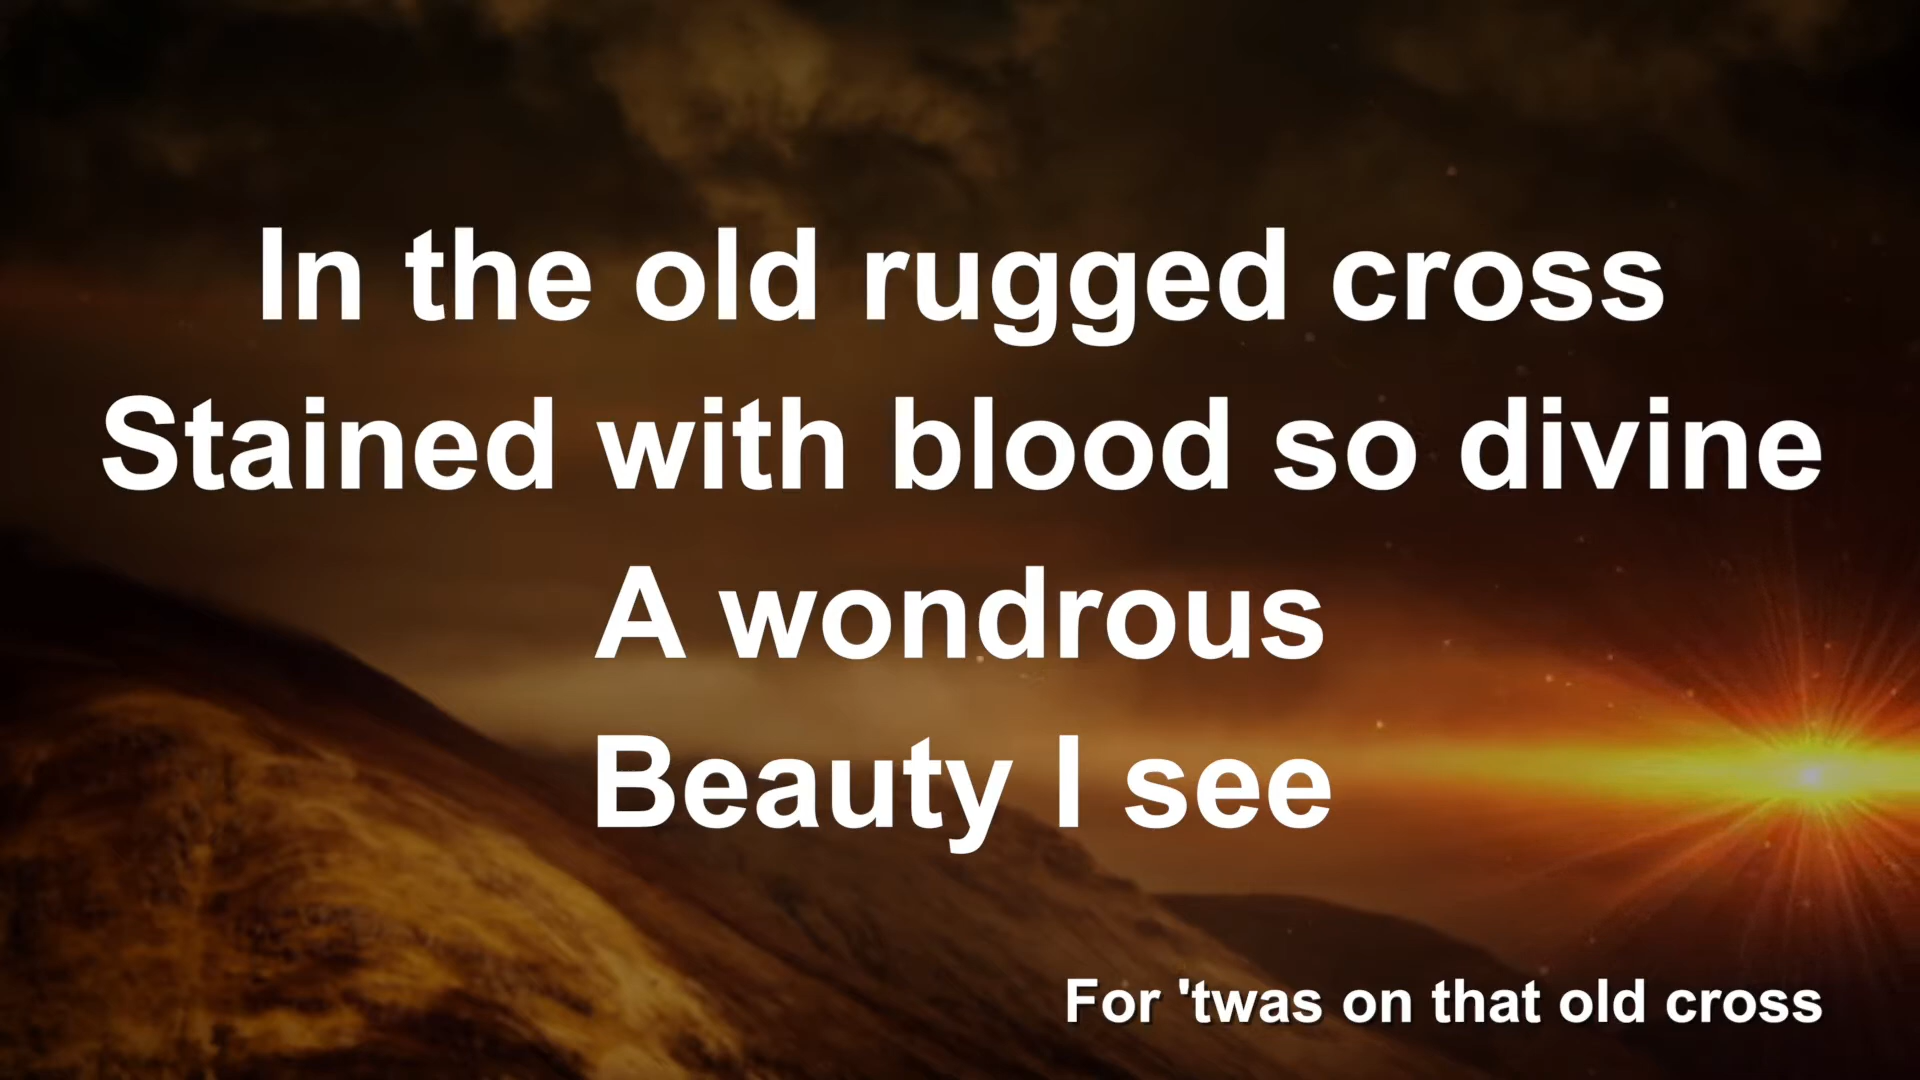 In the old rugged cross
Stained with blood so divine
A wondrous
Beauty I see
For 'twas on that old cross